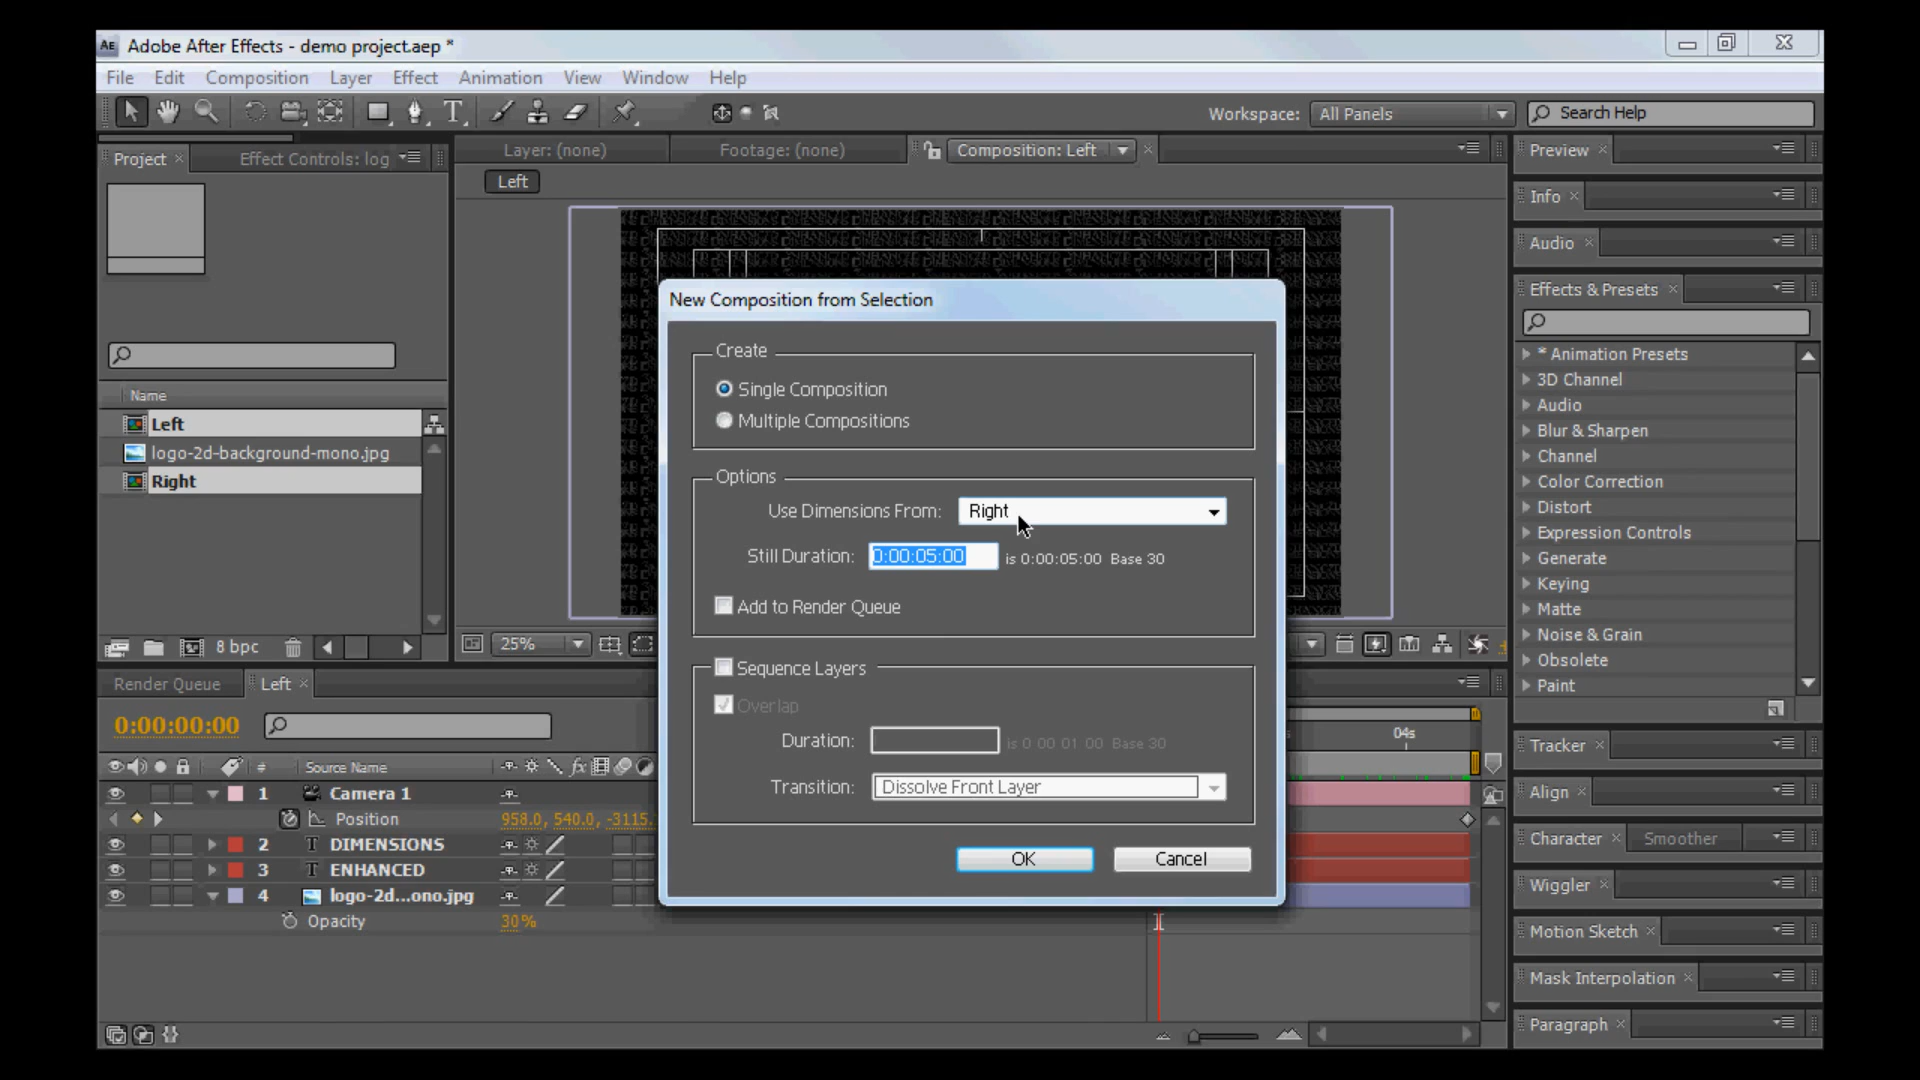 Adobe After Effects - demo project.aep *
File Edit Composition Layer Effect Animation View Window Help
Workspace: All Panels Search Help
Project Effect Controls: log
Layer: (none) Footage: (none) Composition: Left
Left
Name
Left
logo-2d-background-mono.jpg
Right
8 bpc
25%
New Composition from Selection
Create
Single Composition
Multiple Compositions
Options
Use Dimensions From: Right
Still Duration: 0:00:05:00 is 0:00:05:00 Base 30
Add to Render Queue
Sequence Layers
Overlap
Duration: is 0 00 01 00 Base 30
Transition: Dissolve Front Layer
OK Cancel
Preview
Info
Audio
Effects & Presets
* Animation Presets
3D Channel
Audio
Blur & Sharpen
Channel
Color Correction
Distort
Expression Controls
Generate
Keying
Matte
Noise & Grain
Obsolete
Paint
Tracker
Align
Character Smoother
Wiggler
Motion Sketch
Mask Interpolation
Paragraph
Render Queue Left
0:00:00:00
# Source Name fx
04s
1 Camera 1
Position 958.0, 540.0, -3115.
2 T DIMENSIONS
3 T ENHANCED
4 logo-2d...ono.jpg
Opacity 30%